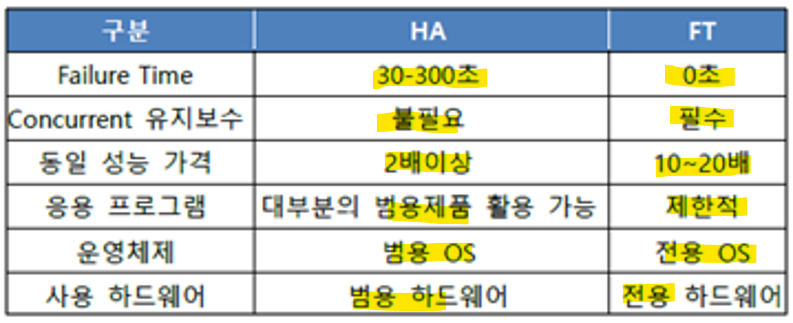 구분 HA FT
Failure Time 30-300초 0초
Concurrent 유지보수 불필요 필수
동일 성능 가격 2배이상 10~20배
응용 프로그램 대부분의 범용제품 활용 가능 제한적
운영체제 범용 OS 전용 OS
사용 하드웨어 범용 하드웨어 전용 하드웨어